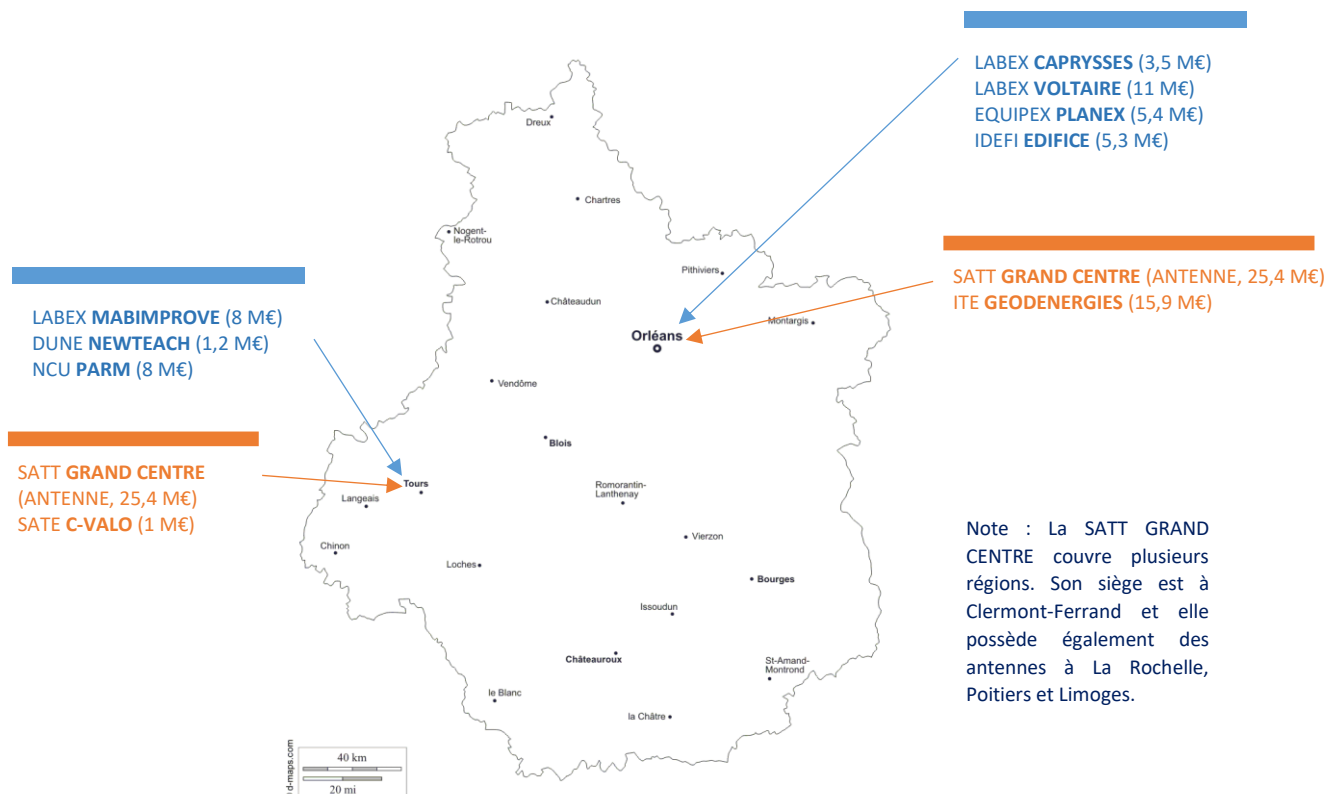 LABEX CAPRYSSES (3,5 M€)
LABEX VOLTAIRE (11 M€)
EQUIPEX PLANEX (5,4 M€)
IDEFI EDIFICE (5,3 M€)
SATT GRAND CENTRE (ANTENNE, 25,4 M€)
ITE GEODENERGIES (15,9 M€)
LABEX MABIMPROVE (8 M€)
DUNE NEWTEACH (1,2 M€)
NCU PARM (8 M€)
SATT GRAND CENTRE
(ANTENNE, 25,4 M€)
SATE C-VALO (1 M€)
Dreux
Chartres
Nogent-
le-Rotrou
Pithiviers
Châteaudun
Montargis
Orléans
Vendôme
Blois
Tours
Langeais
Romorantin-
Lanthenay
Chinon
Vierzon
Loches
Bourges
Issoudun
Châteauroux
St-Amand-
Montrond
le Blanc
la Châtre
Note : La SATT GRAND
CENTRE couvre plusieurs
régions. Son siège est à
Clermont-Ferrand et elle
possède également des
antennes à La Rochelle,
Poitiers et Limoges.
d-maps.com
40 km
20 mi